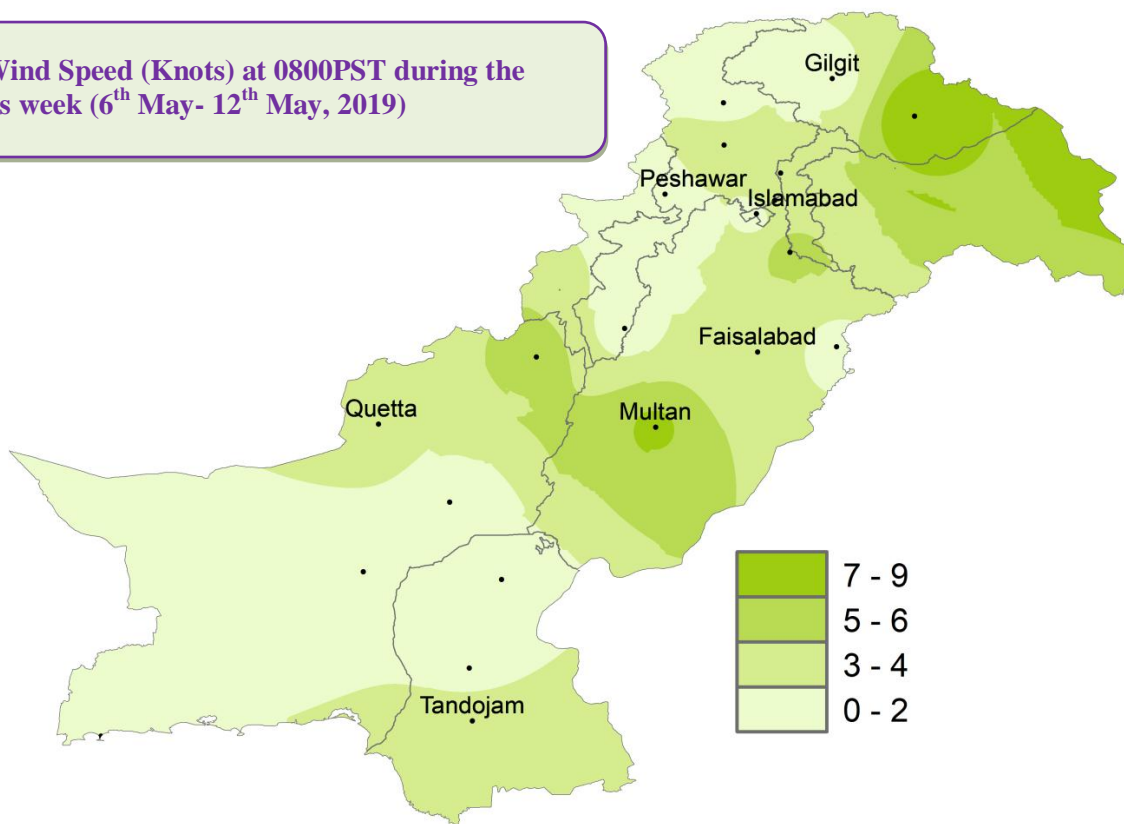 Wind Speed (Knots) at 0800PST during the
s week (6th May- 12th May, 2019)
Gilgit
Peshawar
Islamabad
Faisalabad
Quetta
Multan
Tandojam
7 - 9
5 - 6
3 - 4
0 - 2